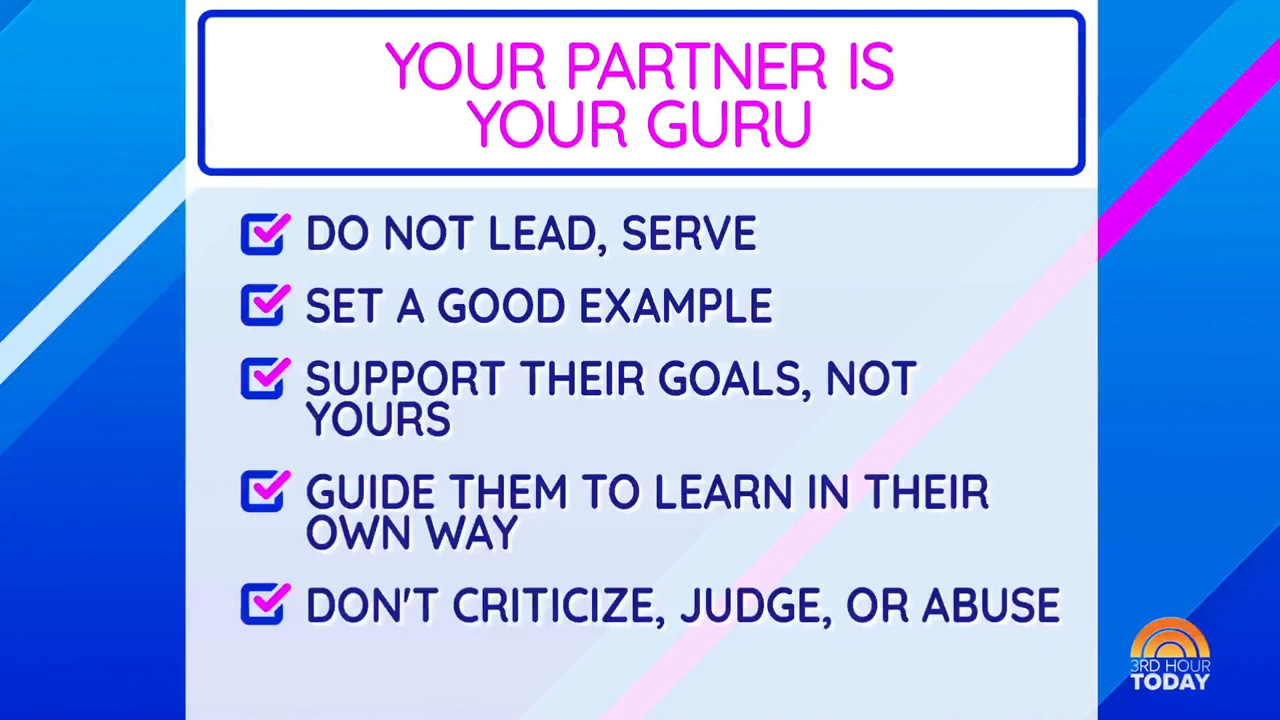 YOUR PARTNER IS
YOUR GURU
DO NOT LEAD, SERVE
SET A GOOD EXAMPLE
SUPPORT THEIR GOALS, NOT
YOURS
GUIDE THEM TO LEARN IN THEIR
OWN WAY
DON'T CRITICIZE, JUDGE, OR ABUSE
3RD HOUR
TODAY